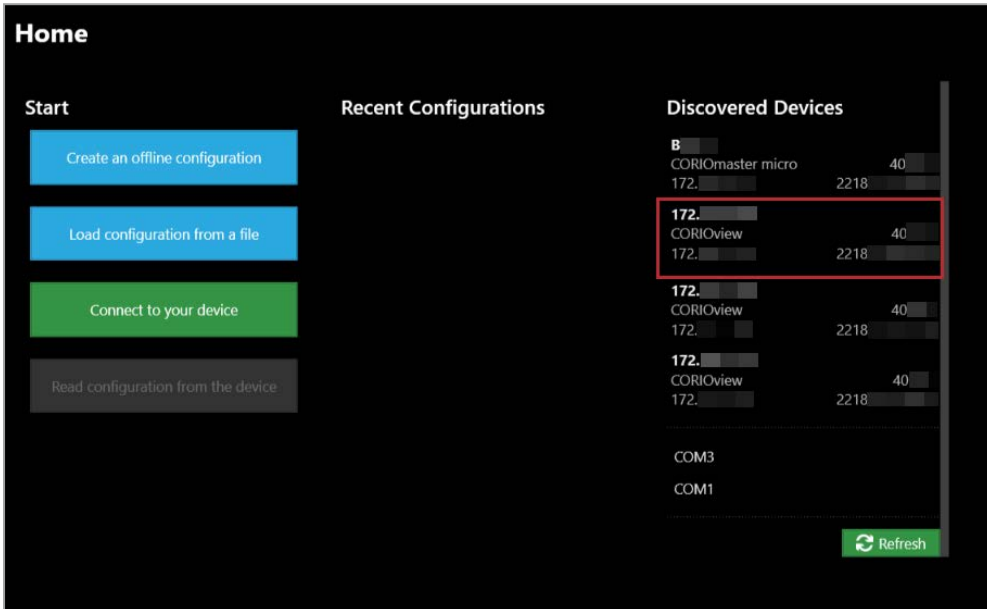 Home
Start
Create an offline configuration
Load configuration from a file
Connect to your device
Read configuration from the device
Recent Configurations
Discovered Devices
B
CORIOmaster micro 40
172. 2218
172.
CORIOview 40
172. 2218
172.
CORIOview 40
172. 2218
172.
CORIOview 40
172. 2218
COM3
COM1
Refresh